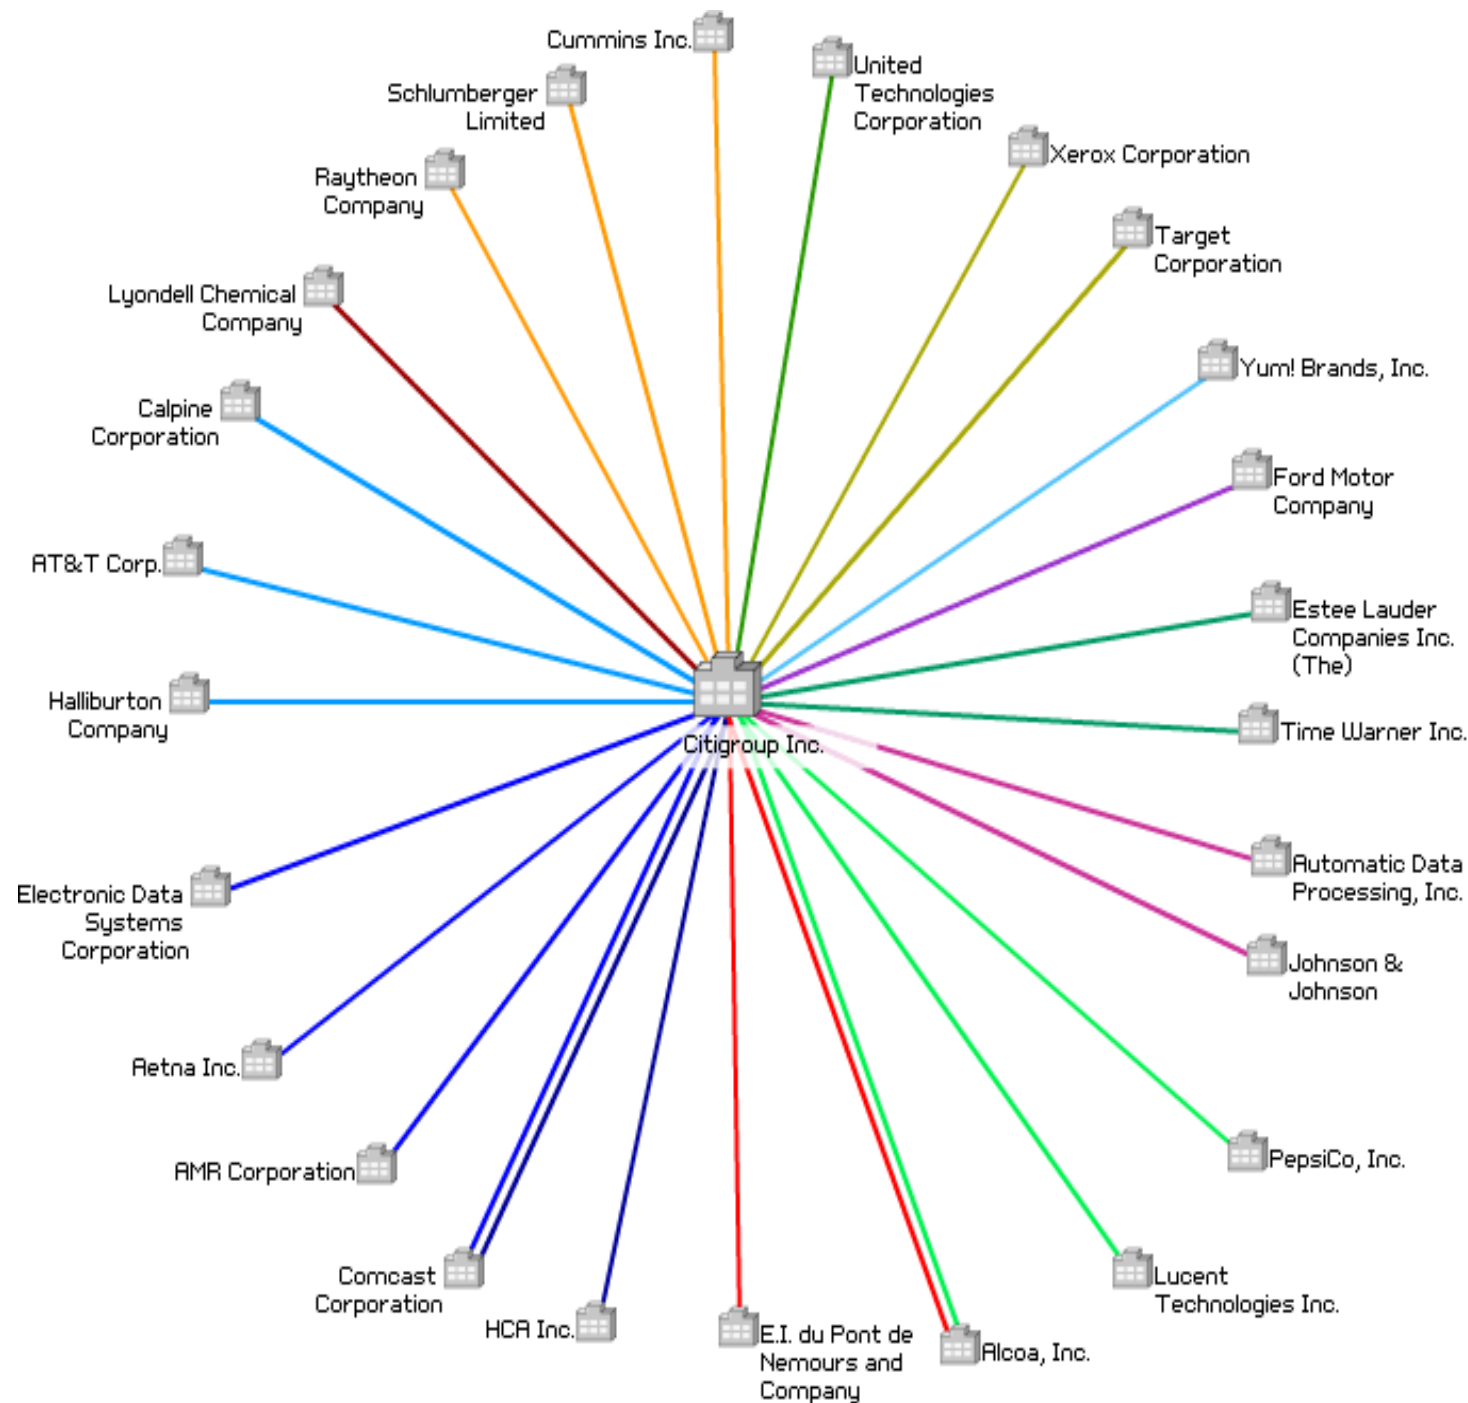 Cummins Inc.
United
Technologies
Corporation
Schlumberger
Limited
Xerox Corporation
Raytheon
Company
Target
Corporation
Lyondell Chemical
Company
Yum! Brands, Inc.
Calpine
Corporation
Ford Motor
Company
AT&T Corp.
Estee Lauder
Companies Inc.
(The)
Halliburton
Company
Time Warner Inc.
Citigroup Inc.
Automatic Data
Processing, Inc.
Electronic Data
Systems
Corporation
Johnson &
Johnson
Aetna Inc.
PepsiCo, Inc.
AMR Corporation
Comcast
Corporation
Lucent
Technologies Inc.
HCA Inc.
E.I. du Pont de
Nemours and
Company
Alcoa, Inc.